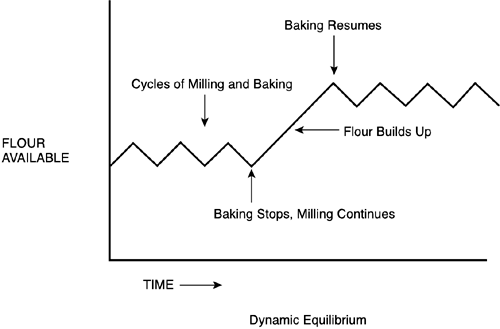 Baking Resumes
Cycles of Milling and Baking
FLOUR
AVAILABLE
Flour Builds Up
Baking Stops, Milling Continues
TIME
Dynamic Equilibrium